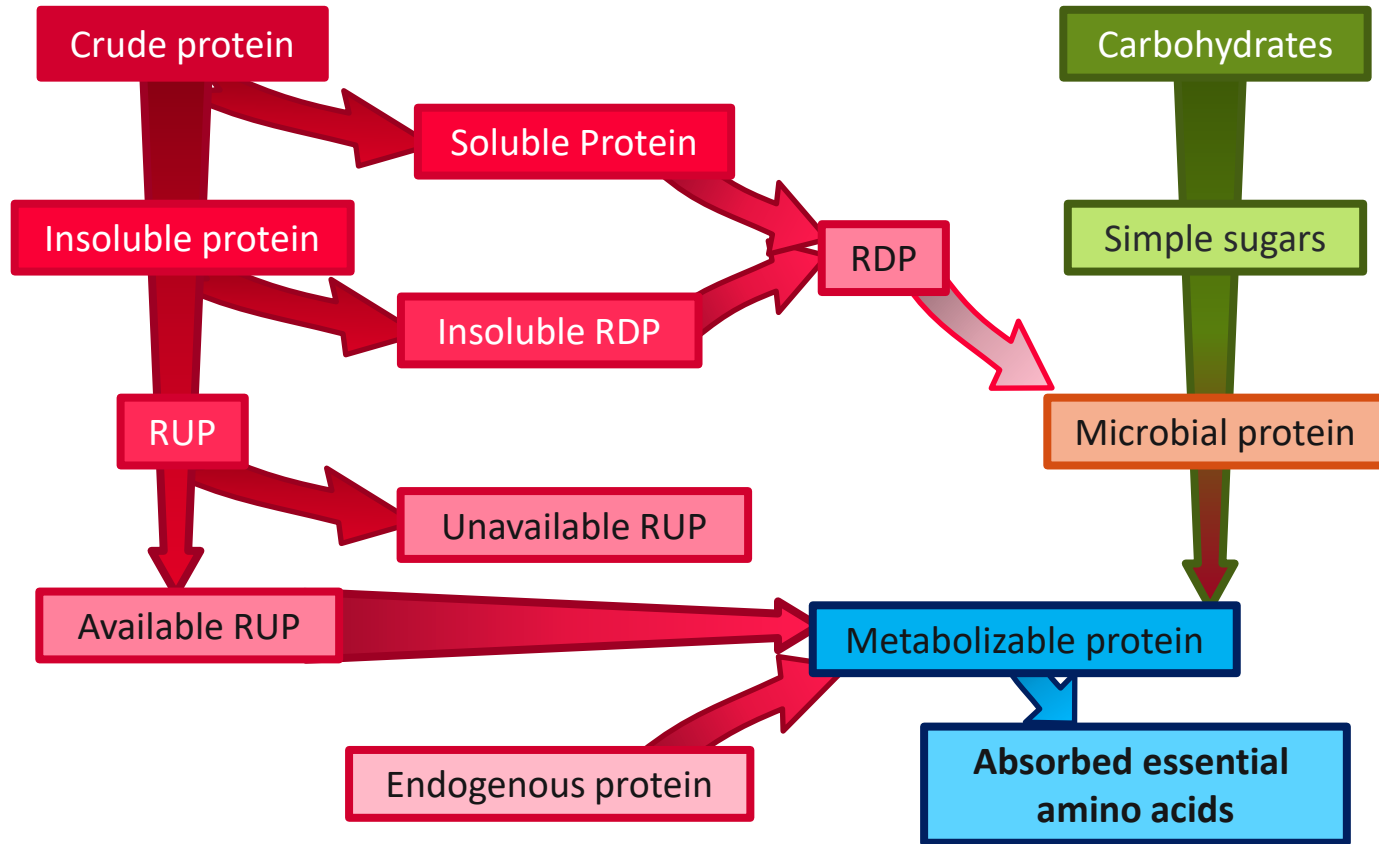 Crude protein
Carbohydrates
Soluble Protein
Insoluble protein
Simple sugars
RDP
Insoluble RDP
RUP
Microbial protein
Unavailable RUP
Available RUP
Metabolizable protein
Endogenous protein
Absorbed essential
amino acids